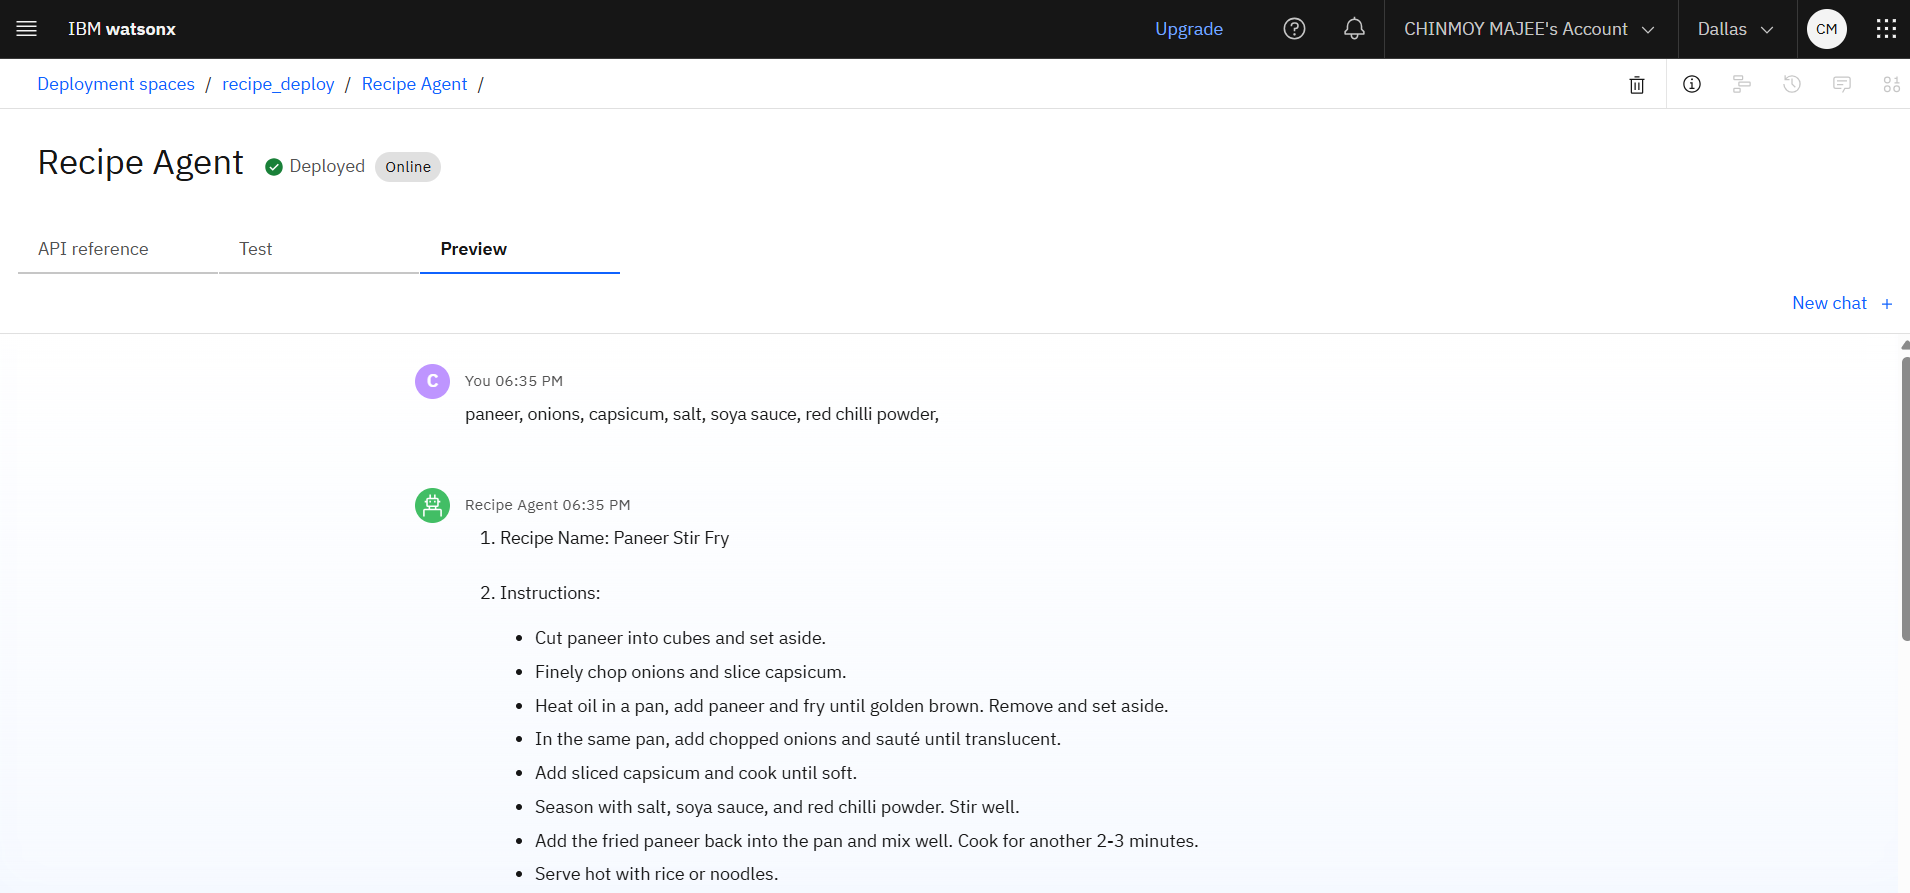 IBM watsonx
Upgrade
CHINMOY MAJEE's Account
Dallas
CM
Deployment spaces / recipe_deploy / Recipe Agent /
Recipe Agent
Deployed
Online
API reference
Test
Preview
New chat +
C
You 06:35 PM
paneer, onions, capsicum, salt, soya sauce, red chilli powder,
Recipe Agent 06:35 PM
1. Recipe Name: Paneer Stir Fry
2. Instructions:
• Cut paneer into cubes and set aside.
• Finely chop onions and slice capsicum.
• Heat oil in a pan, add paneer and fry until golden brown. Remove and set aside.
• In the same pan, add chopped onions and sauté until translucent.
• Add sliced capsicum and cook until soft.
• Season with salt, soya sauce, and red chilli powder. Stir well.
• Add the fried paneer back into the pan and mix well. Cook for another 2-3 minutes.
• Serve hot with rice or noodles.